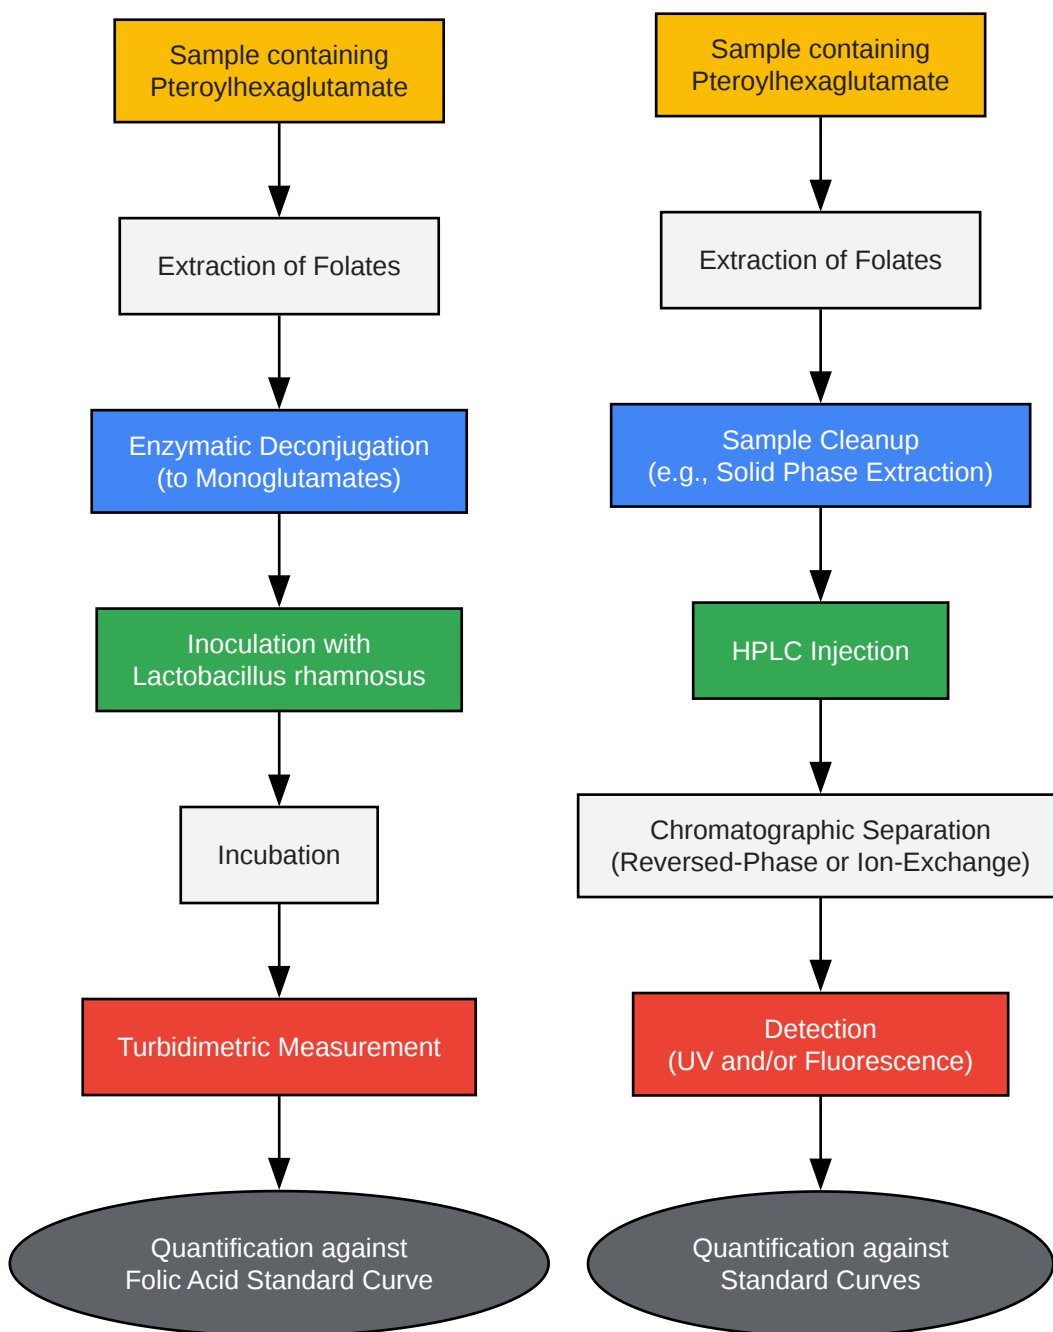 Sample containing
Pteroylhexaglutamate
Extraction of Folates
Enzymatic Deconjugation
(to Monoglutamates)
Inoculation with
Lactobacillus rhamnosus
Incubation
Turbidimetric Measurement
Quantification against
Folic Acid Standard Curve
Sample containing
Pteroylhexaglutamate
Extraction of Folates
Sample Cleanup
(e.g., Solid Phase Extraction)
HPLC Injection
Chromatographic Separation
(Reversed-Phase or Ion-Exchange)
Detection
(UV and/or Fluorescence)
Quantification against
Standard Curves